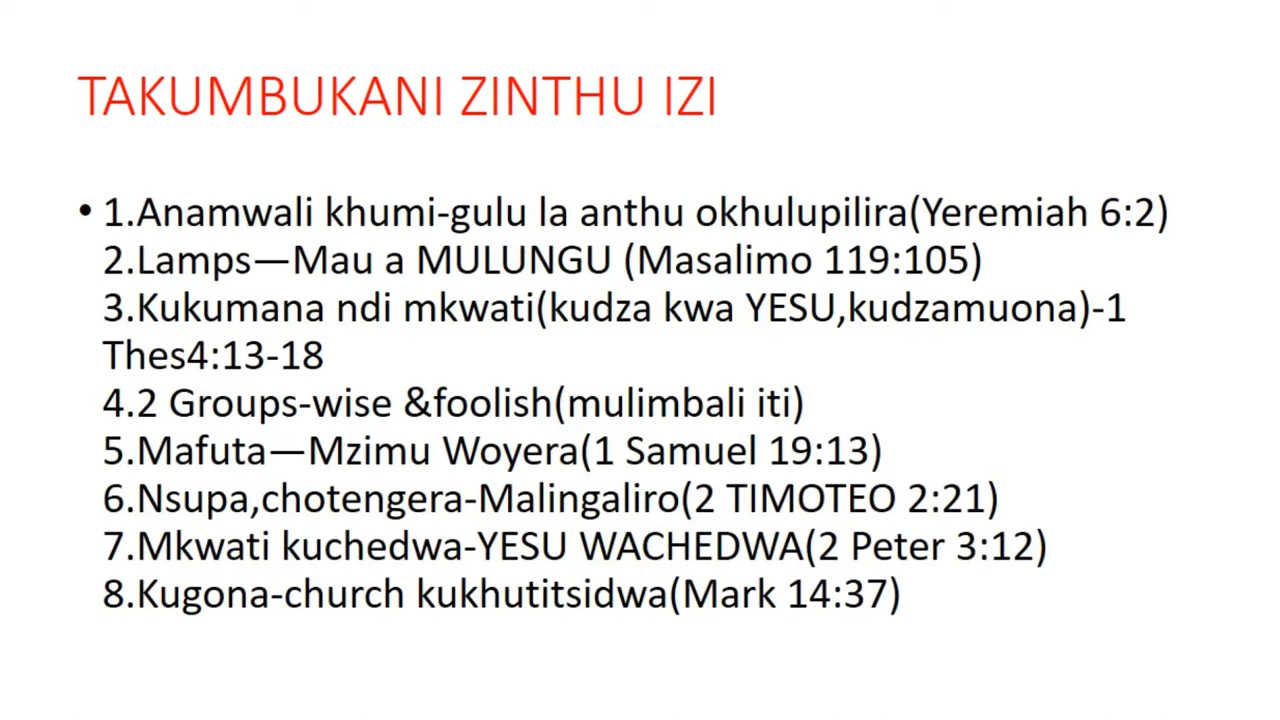 TAKUMBUKANI ZINTHU IZI
• 1.Anamwali khumi-gulu la anthu okhulupilira(Yeremiah 6:2)
2.Lamps—Mau a MULUNGU (Masalimo 119:105)
3.Kukumana ndi mkwati(kudza kwa YESU,kudzamuona)-1
Thes4:13-18
4.2 Groups-wise &foolish(mulimbali iti)
5.Mafuta—Mzimu Woyera(1 Samuel 19:13)
6.Nsupa,chotengera-Malingaliro(2 TIMOTEO 2:21)
7.Mkwati kuchedwa-YESU WACHEDWA(2 Peter 3:12)
8.Kugona-church kukhutitsidwa(Mark 14:37)